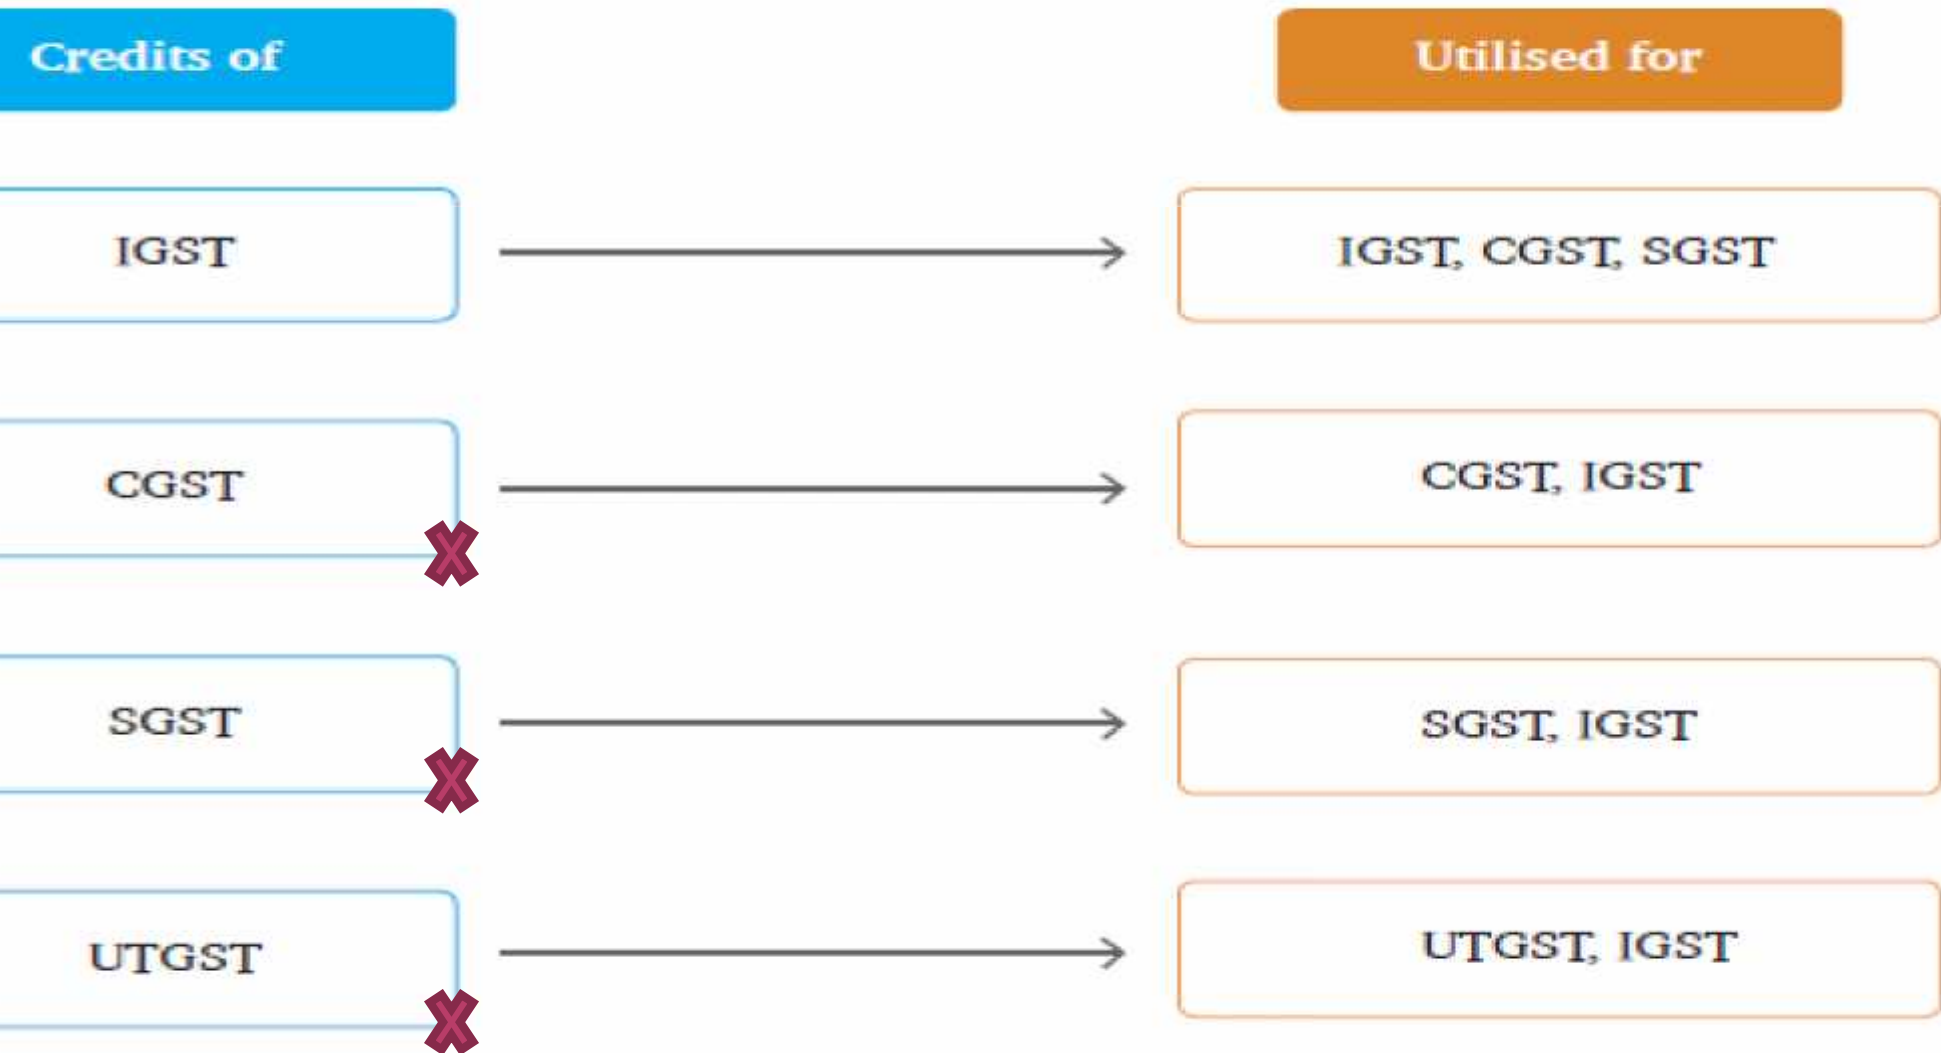 Credits of
Utilised for
IGST
IGST, CGST, SGST
CGST
CGST, IGST
SGST
SGST, IGST
UTGST
UTGST, IGST